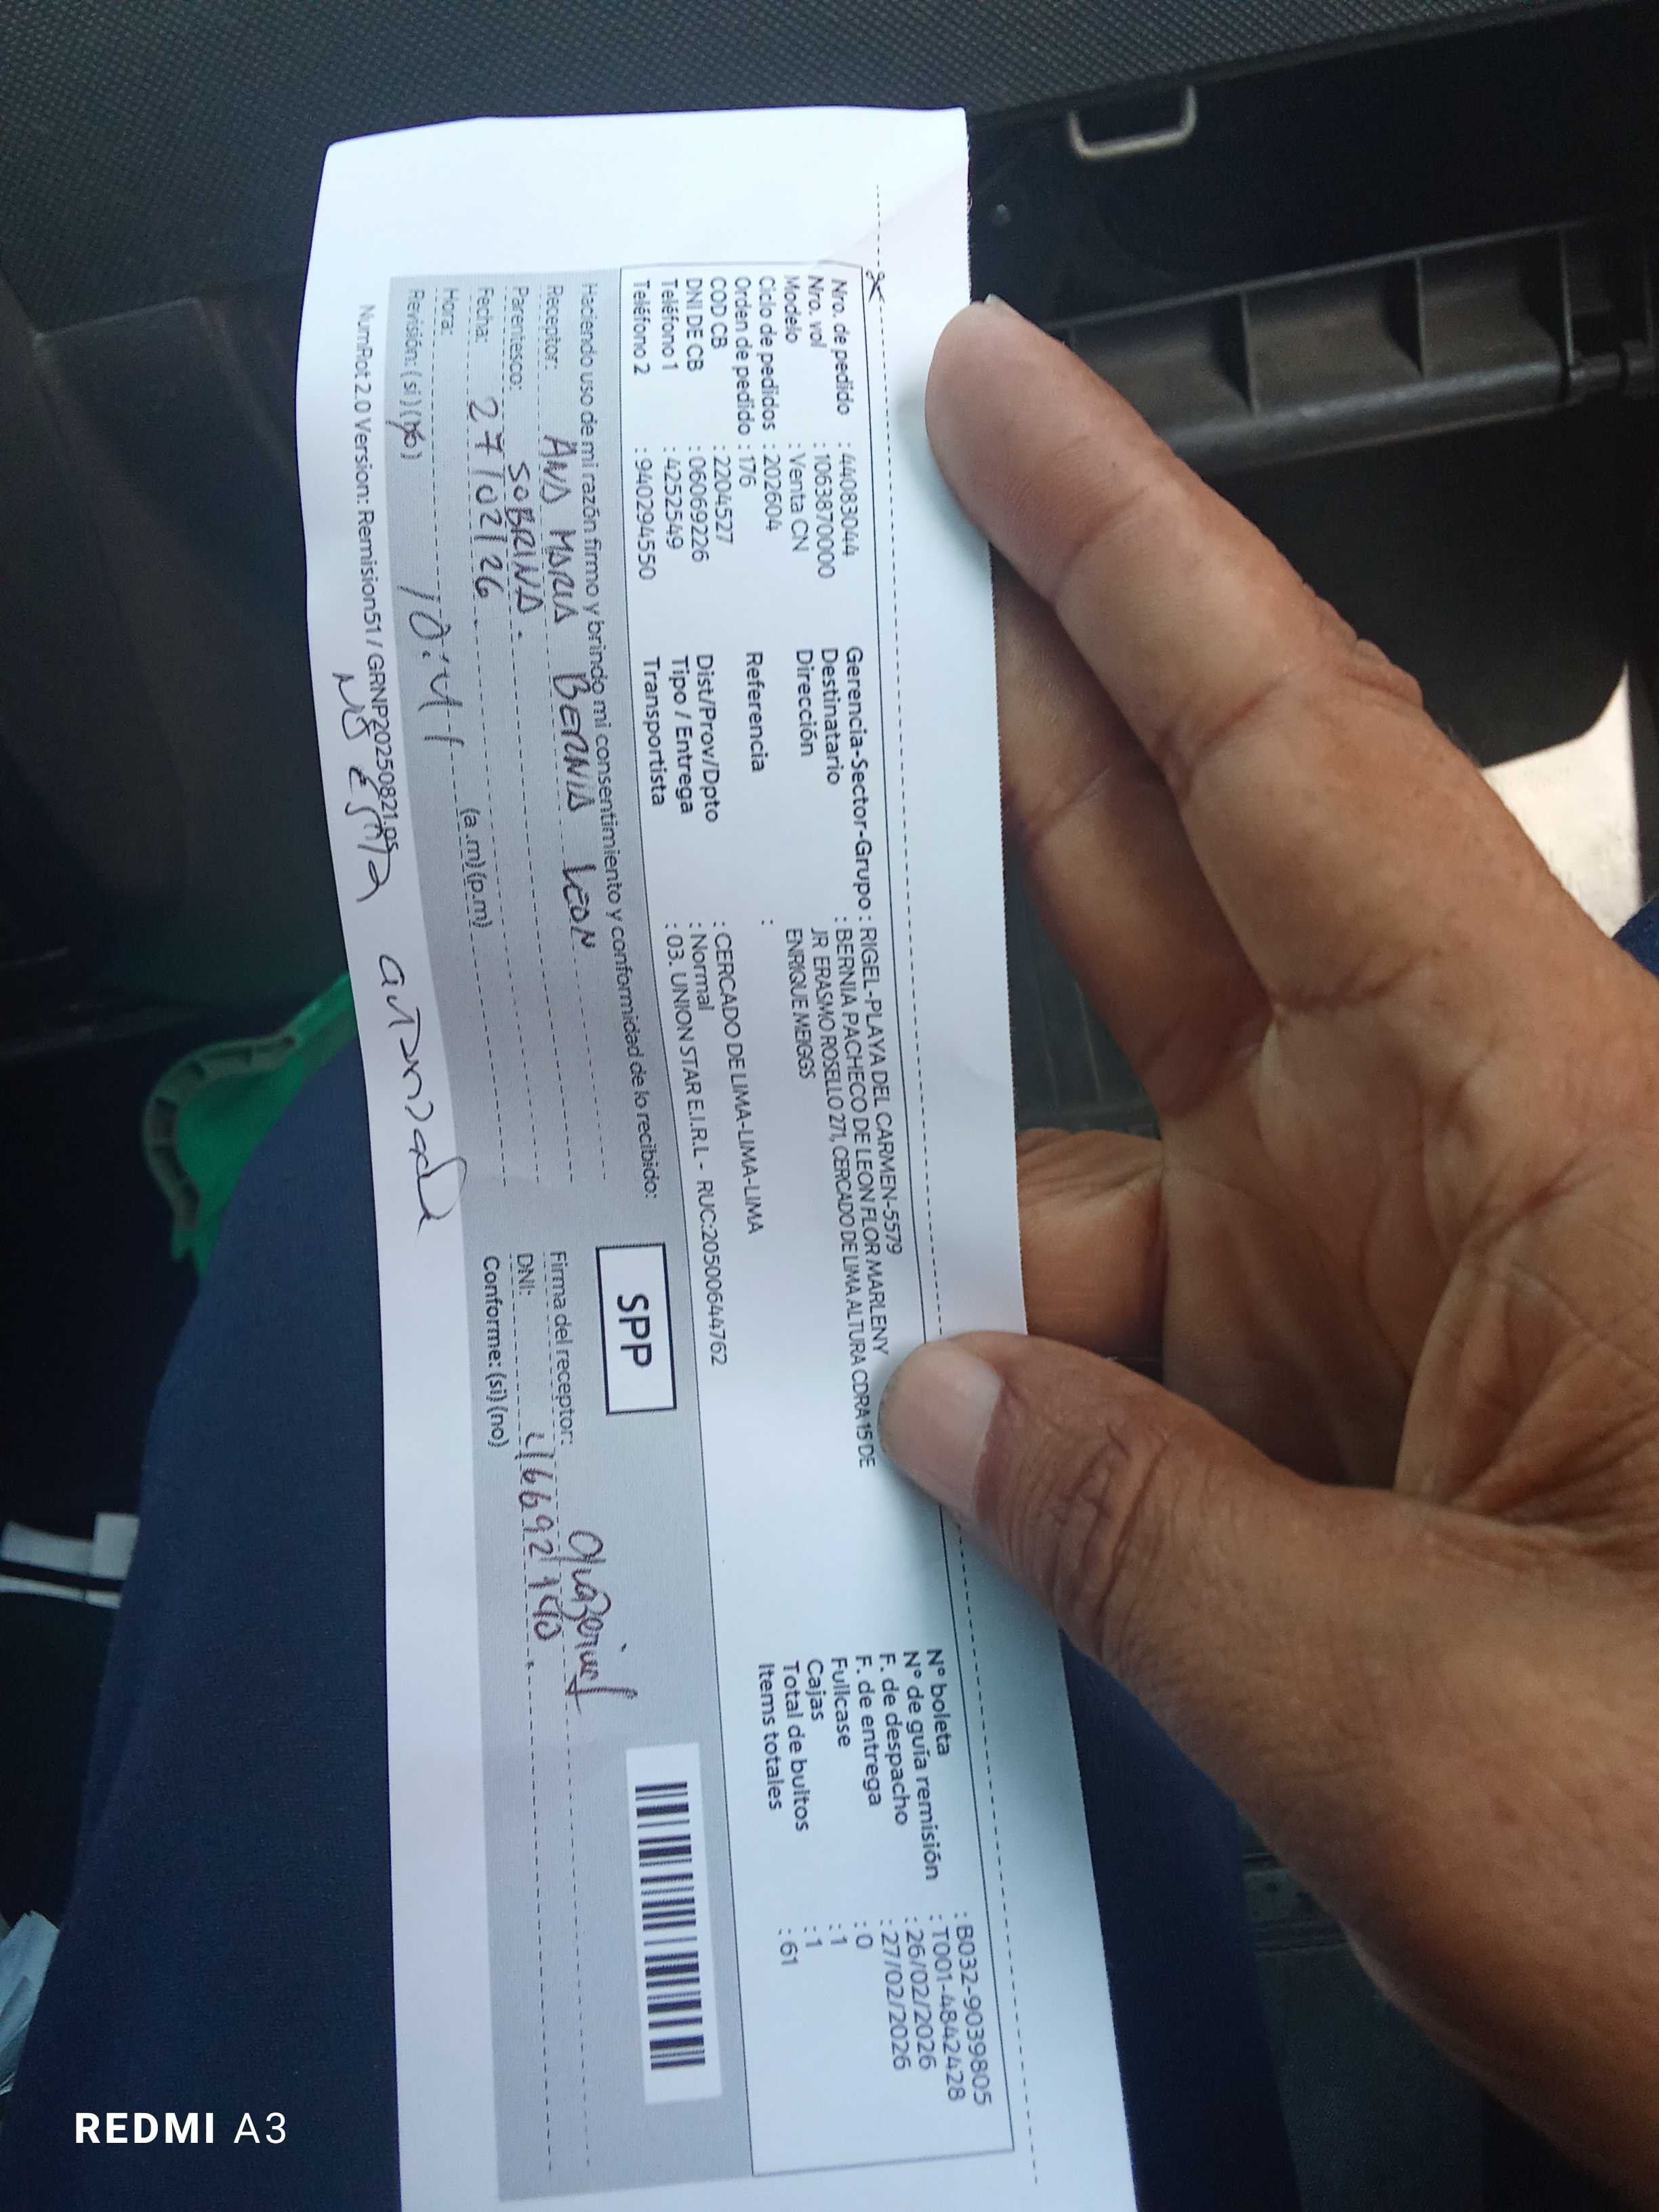 Nro. de pedido : 44083044
Nro. vol : 1063870000
Modelo : Venta CN
Ciclo de pedidos : 202604
Orden de pedido : 176
COD CB : 2204527
DNI DE CB : 06069226
Teléfono 1 : 4252549
Teléfono 2 : 940294550
Gerencia-Sector-Grupo : RIGEL-PLAYA DEL CARMEN-5579
Destinatario : BERNIA PACHECO DE LEON FLOR MARLENY
Dirección JR ERASMO ROSELLO 271, CERCADO DE LIMA ALTURA CDRA 15 DE
ENRIQUE MEIGGS
Referencia :
Dist/Prov/Dpto : CERCADO DE LIMA-LIMA-LIMA
Tipo / Entrega : Normal
Transportista : 03. UNION STAR E.I.R.L - RUC:20500644762
N° boleta : B032-9039805
N° de guía remisión : T001-4842428
F. de despacho : 26/02/2026
F. de entrega : 27/02/2026
Fullcase : 0
Cajas : 1
Total de bultos : 1
Items totales : 61
Haciendo uso de mi razón firmo y brindo mi consentimiento y conformidad de lo recibido:
Receptor: ANA MARIA BERNIA LEON
Parentesco: SOBRINA.
Fecha: 27/02/26
Hora: 10:41 (a.m) (p.m)
Revisión: (si) (no)
SPP
Firma del receptor:
DNI: 46692190
Conforme: (si) (no)
NumRot 2.0 Version: Remision51 / GRNP20250821.ps
No ESTA
REDMI A3